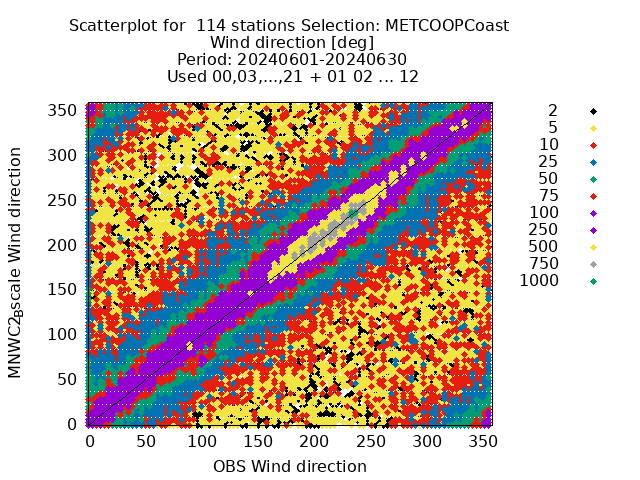 Scatterplot for  114 stations Selection: METCOOPCoast
Wind direction [deg]
Period: 20240601-20240630
Used 00,03,...,21 + 01 02 ... 12
350
300
250
200
150
100
50
0
MNWC2_Bscale Wind direction
0 50 100 150 200 250 300 350
OBS Wind direction
2
5
10
25
50
75
100
250
500
750
1000